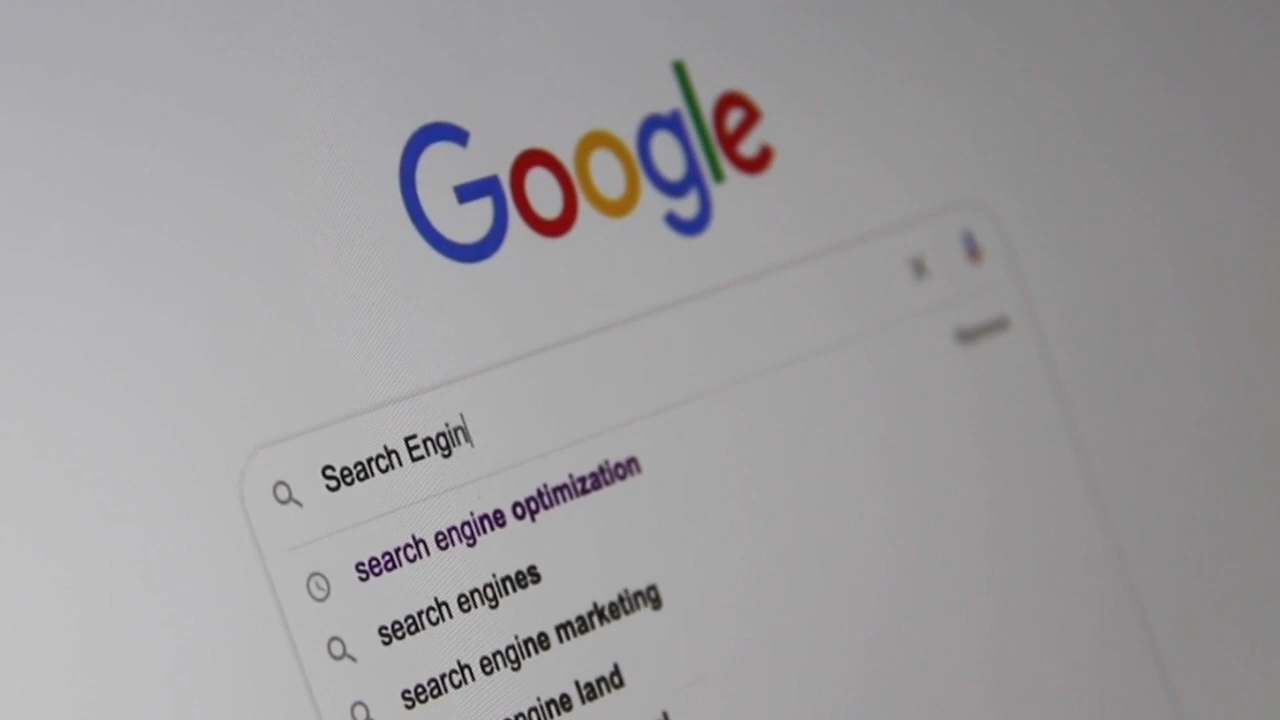 Google
Search Engin
search engine optimization
search engines
search engine marketing
engine land